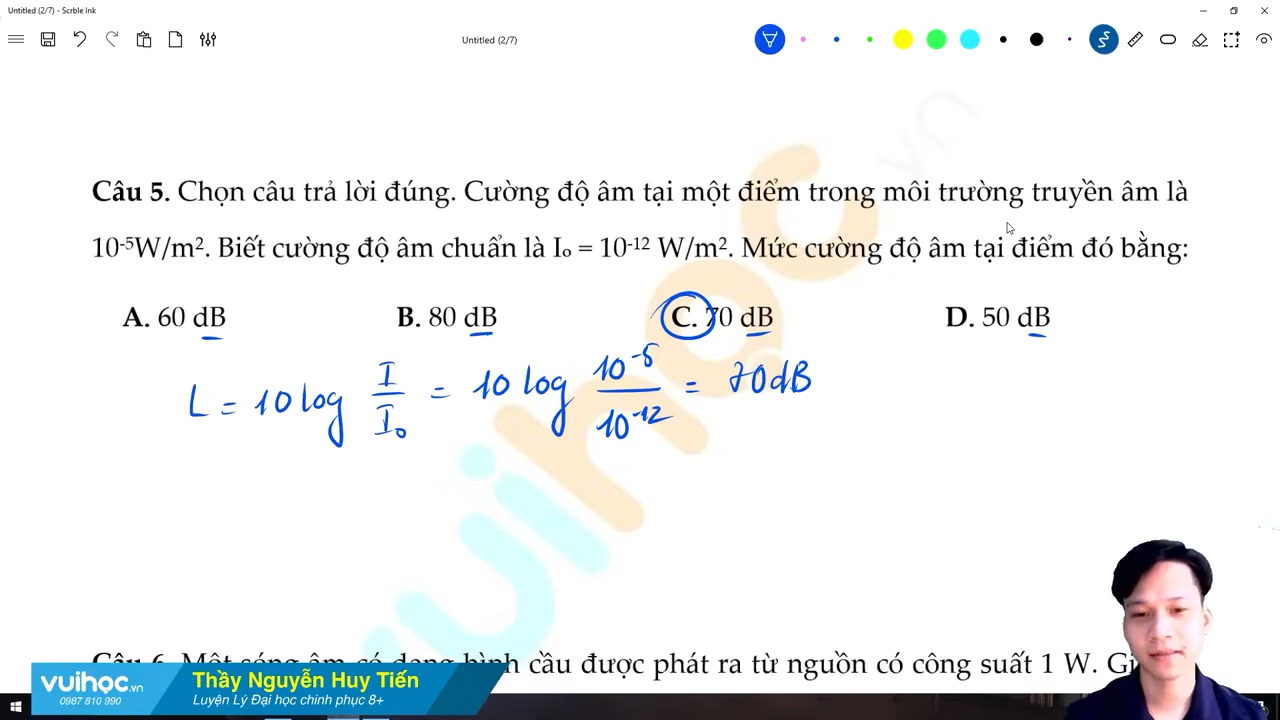 Untitled (2/7) - Scrble Ink
Untitled (2/7)
Câu 5. Chọn câu trả lời đúng. Cường độ âm tại một điểm trong môi trường truyền âm là
10⁻⁵W/m². Biết cường độ âm chuẩn là I₀ = 10⁻¹² W/m². Mức cường độ âm tại điểm đó bằng:
A. 60 dB B. 80 dB C. 70 dB D. 50 dB
L = 10 log I/I₀ = 10 log 10⁻⁵/10⁻¹² = 70dB
Câu 6. Một sóng âm có dạng hình cầu được phát ra từ nguồn có công suất 1 W.
vuihọc.vn
0987 810 990
Thầy Nguyễn Huy Tiến
Luyện Lý Đại học chinh phục 8+
vuihoc.vn